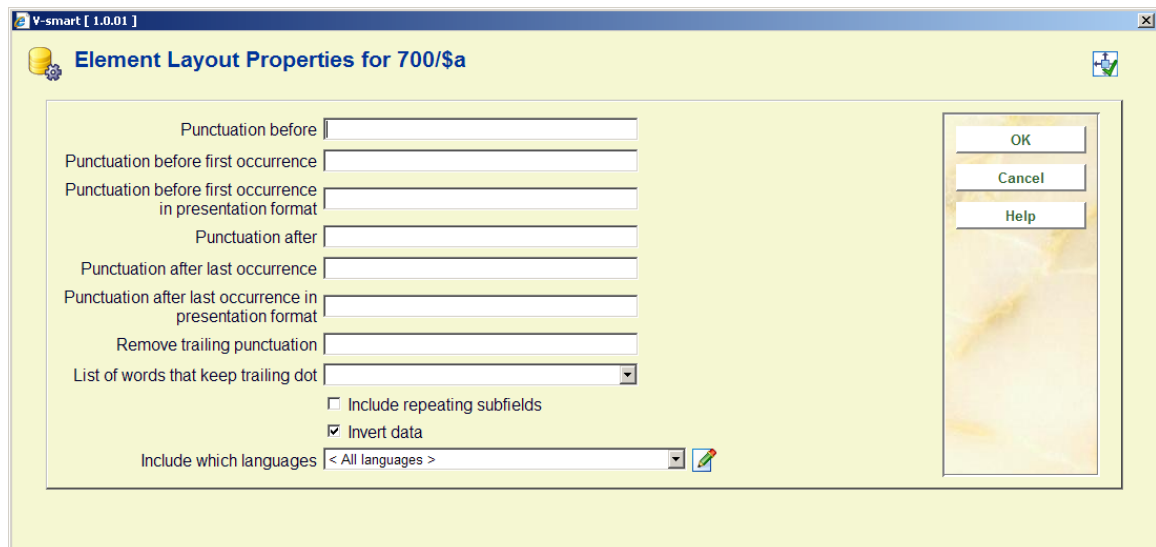 V-smart [ 1.0.01 ]
Element Layout Properties for 700/$a
Punctuation before
OK
Punctuation before first occurrence
Cancel
Punctuation before first occurrence
in presentation format
Help
Punctuation after
Punctuation after last occurrence
Punctuation after last occurrence in
presentation format
Remove trailing punctuation
List of words that keep trailing dot
Include repeating subfields
Invert data
Include which languages < All languages >